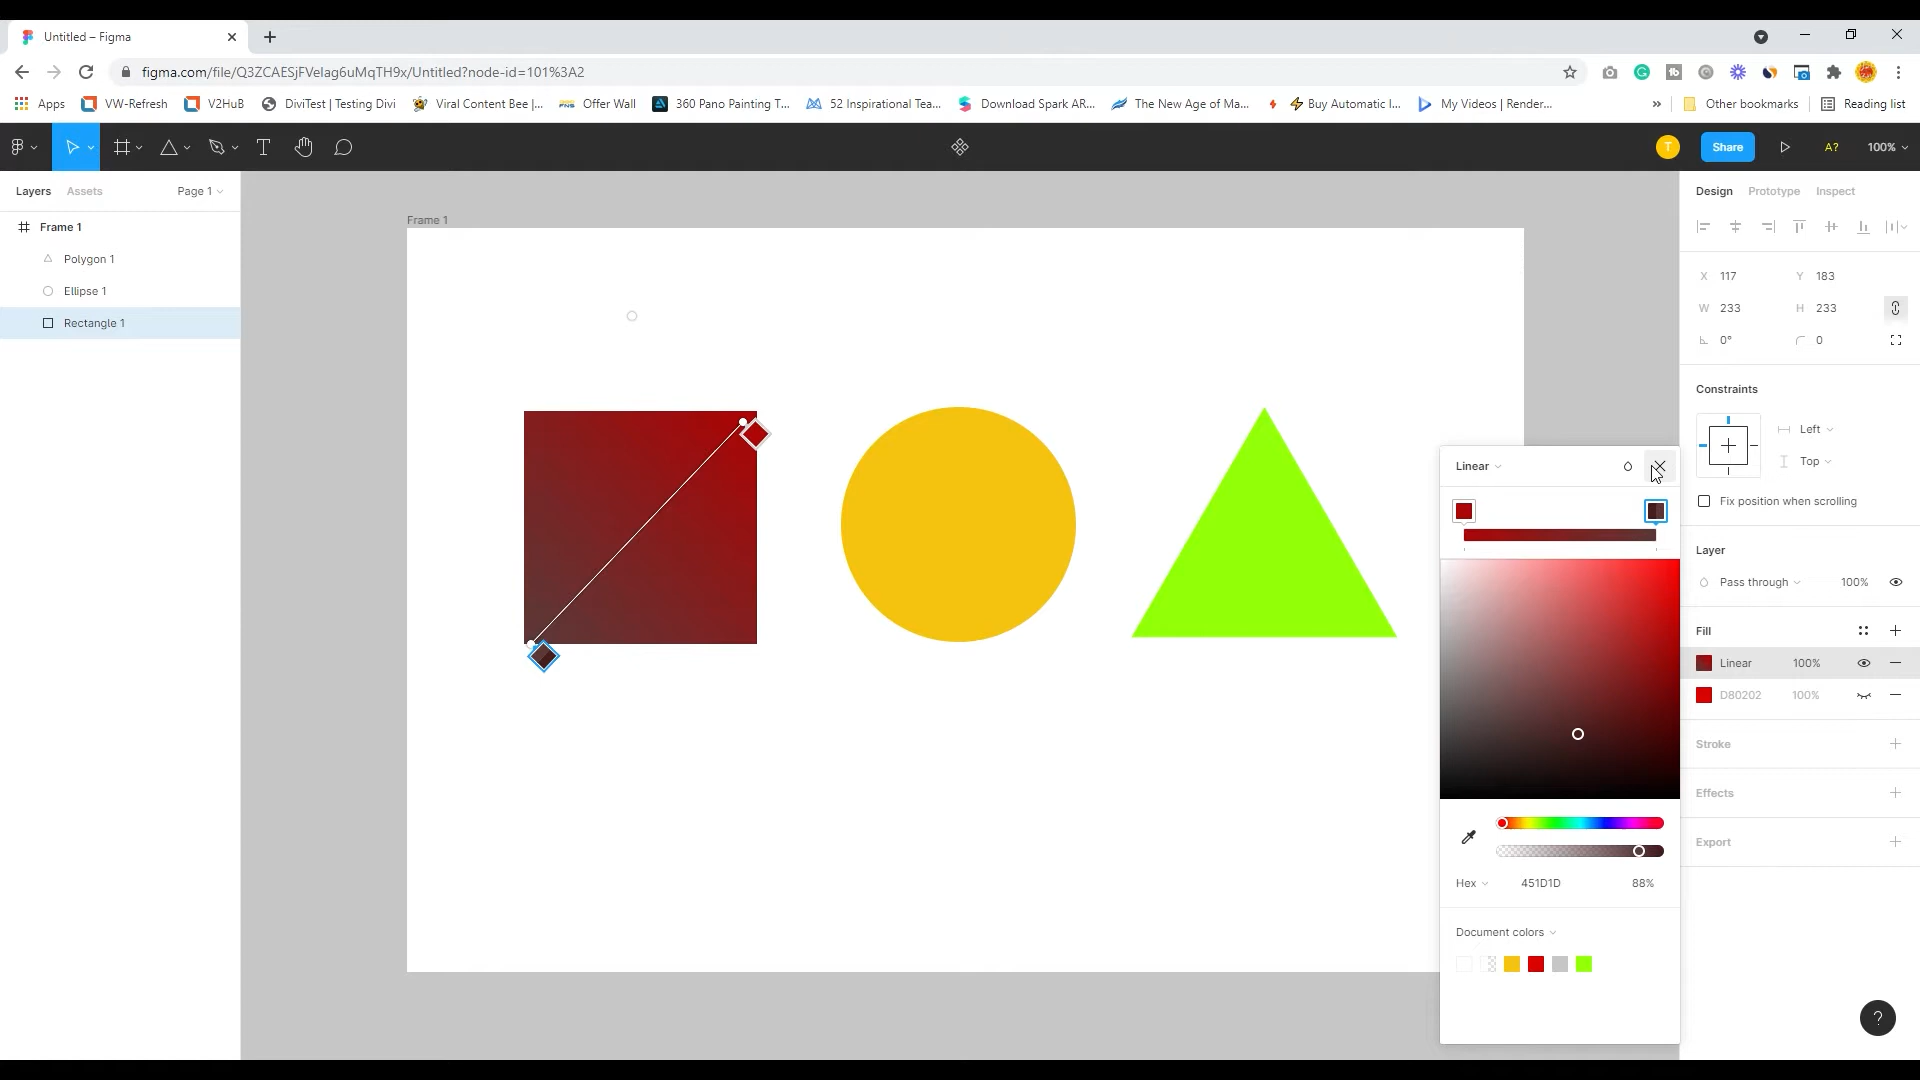 Untitled – Figma
figma.com/file/Q3ZCAESjFVelag6uMqTH9x/Untitled?node-id=101%3A2
Apps VW-Refresh V2HuB DiviTest | Testing Divi Viral Content Bee |... Offer Wall 360 Pano Painting T... 52 Inspirational Tea... Download Spark AR... The New Age of Ma... Buy Automatic I... My Videos | Render... » Other bookmarks Reading list
T Share A? 100%
Layers Assets Page 1
Design Prototype Inspect
Frame 1
Polygon 1
Ellipse 1
Rectangle 1
Frame 1
X 117 Y 183
W 233 H 233
0° 0
Constraints
Left
Top
Fix position when scrolling
Layer
Pass through 100%
Fill
Linear 100%
D80202 100%
Stroke
Effects
Export
Linear
Hex 451D1D 88%
Document colors
?